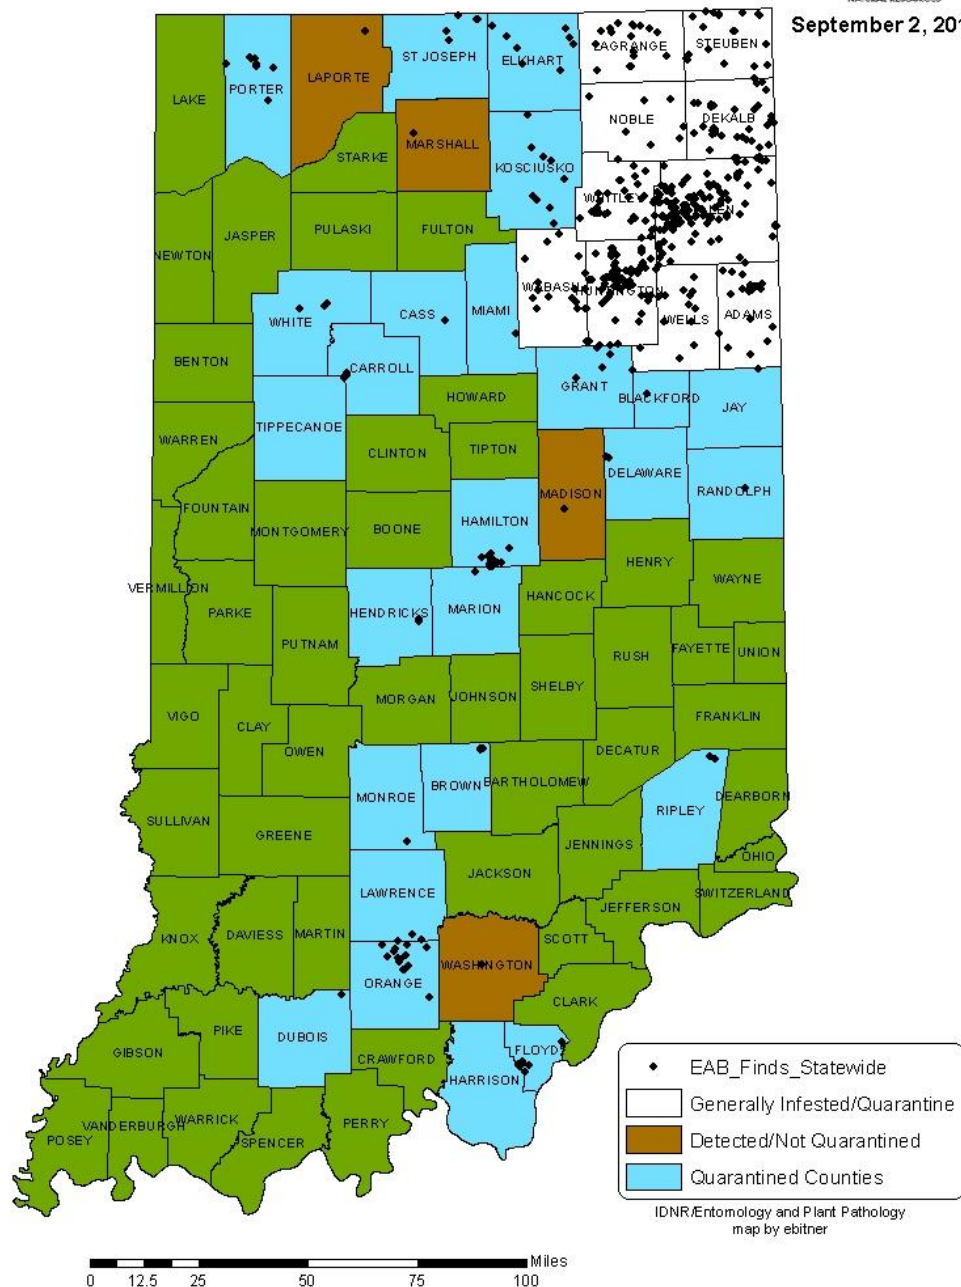 September 2, 201
LAGRANGE
STEUBEN
ST JOSEPH
ELKHART
LAPORTE
PORTER
LAKE
NOBLE
DEKALB
MARSHALL
STARKE
KOSCIUSKO
WHITLEY
ALLEN
PULASKI
FULTON
JASPER
NEWTON
WABASH
HUNTINGTON
WELLS
ADAMS
WHITE
CASS
MIAMI
BENTON
CARROLL
GRANT
BLACKFORD
HOWARD
JAY
TIPPECANOE
WARREN
CLINTON
TIPTON
DELAWARE
MADISON
RANDOLPH
FOUNTAIN
MONTGOMERY
BOONE
HAMILTON
HENRY
WAYNE
VERMILLION
PARKE
HENDRICKS
MARION
HANCOCK
PUTNAM
RUSH
FAYETTE
UNION
SHELBY
MORGAN
JOHNSON
VIGO
CLAY
OWEN
FRANKLIN
DECATUR
BROWN
BARTHOLOMEW
MONROE
RIPLEY
DEARBORN
SULLIVAN
GREENE
JENNINGS
OHIO
JACKSON
LAWRENCE
SWITZERLAND
JEFFERSON
KNOX
DAVIESS
MARTIN
SCOTT
WASHINGTON
ORANGE
CLARK
PIKE
DUBOIS
GIBSON
CRAWFORD
FLOYD
HARRISON
POSEY
VANDERBURGH
WARRICK
SPENCER
PERRY
EAB_Finds_Statewide
Generally Infested/Quarantine
Detected/Not Quarantined
Quarantined Counties
IDNR/Entomology and Plant Pathology
map by ebitner
Miles
0 12.5 25 50 75 100